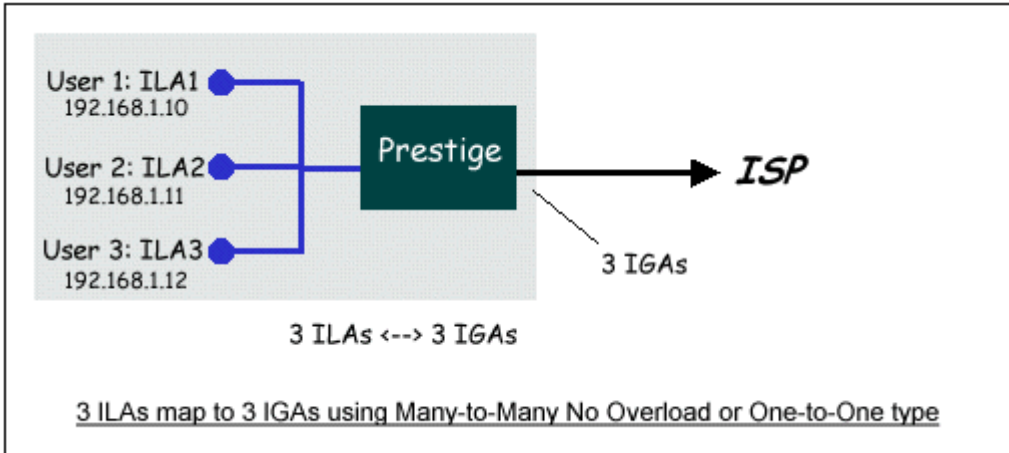 User 1: ILA1
192.168.1.10
User 2: ILA2
192.168.1.11
User 3: ILA3
192.168.1.12
Prestige
ISP
3 IGAs
3 ILAs <--> 3 IGAs
3 ILAs map to 3 IGAs using Many-to-Many No Overload or One-to-One type